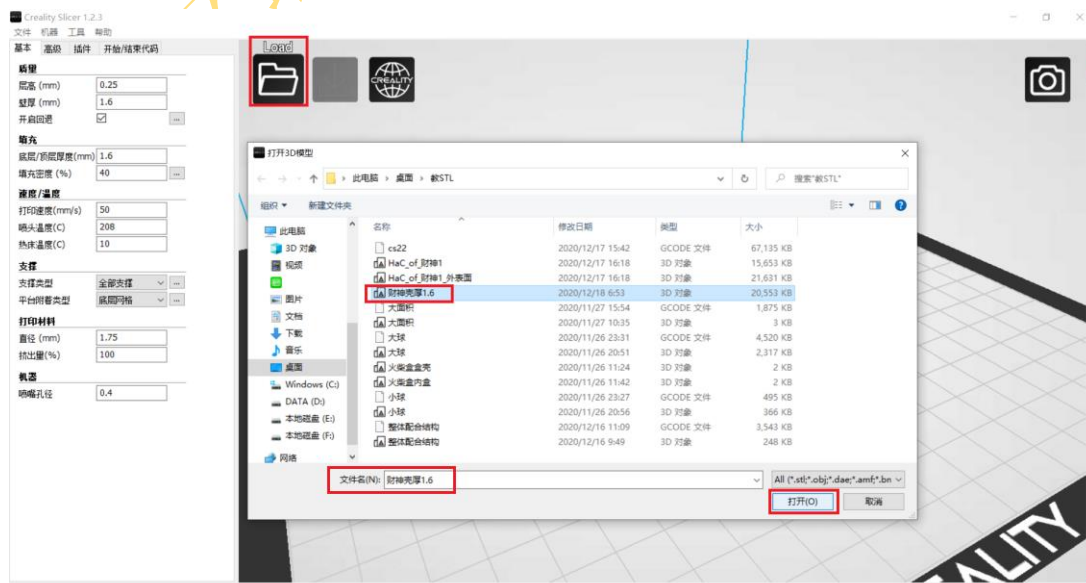 Creality Slicer 1.2.3
文件 机器 工具 帮助
基本 高级 插件 开始/结束代码
Load
CREALITY
质量
层高 (mm) 0.25
壁厚 (mm) 1.6
开启回退 ...
填充
底层/顶层厚度(mm) 1.6
填充密度 (%) 40 ...
速度/温度
打印速度(mm/s) 50
喷头温度(C) 208
热床温度(C) 10
支撑
支撑类型 全部支撑 ...
平台附着类型 底层网格 ...
打印材料
直径 (mm) 1.75
挤出量(%) 100
机器
喷嘴孔径 0.4
打开3D模型
此电脑 › 桌面 › 教STL
搜索"教STL"
组织 新建文件夹
名称 修改日期 类型 大小
cs22 2020/12/17 15:42 GCODE 文件 67,135 KB
HaC_of_财神1 2020/12/17 16:18 3D 对象 15,653 KB
HaC_of_财神1_外表面 2020/12/17 16:18 3D 对象 21,631 KB
财神壳厚1.6 2020/12/18 6:53 3D 对象 20,553 KB
大面积 2020/11/27 15:54 GCODE 文件 1,875 KB
大面积 2020/11/27 10:35 3D 对象 3 KB
大球 2020/11/26 23:31 GCODE 文件 4,520 KB
大球 2020/11/26 20:51 3D 对象 2,317 KB
火柴盒盒壳 2020/11/26 11:24 3D 对象 2 KB
火柴盒内盒 2020/11/26 11:42 3D 对象 2 KB
小球 2020/11/26 23:27 GCODE 文件 495 KB
小球 2020/11/26 20:56 3D 对象 366 KB
整体配合结构 2020/12/16 11:09 GCODE 文件 3,543 KB
整体配合结构 2020/12/16 9:49 3D 对象 248 KB
此电脑
3D 对象
视频
图片
文档
下载
音乐
桌面
Windows (C:)
DATA (D:)
本地磁盘 (E:)
本地磁盘 (F:)
网络
文件名(N): 财神壳厚1.6
All (*.stl;*.obj;*.dae;*.amf;*.bn
打开(O) 取消
CREALITY